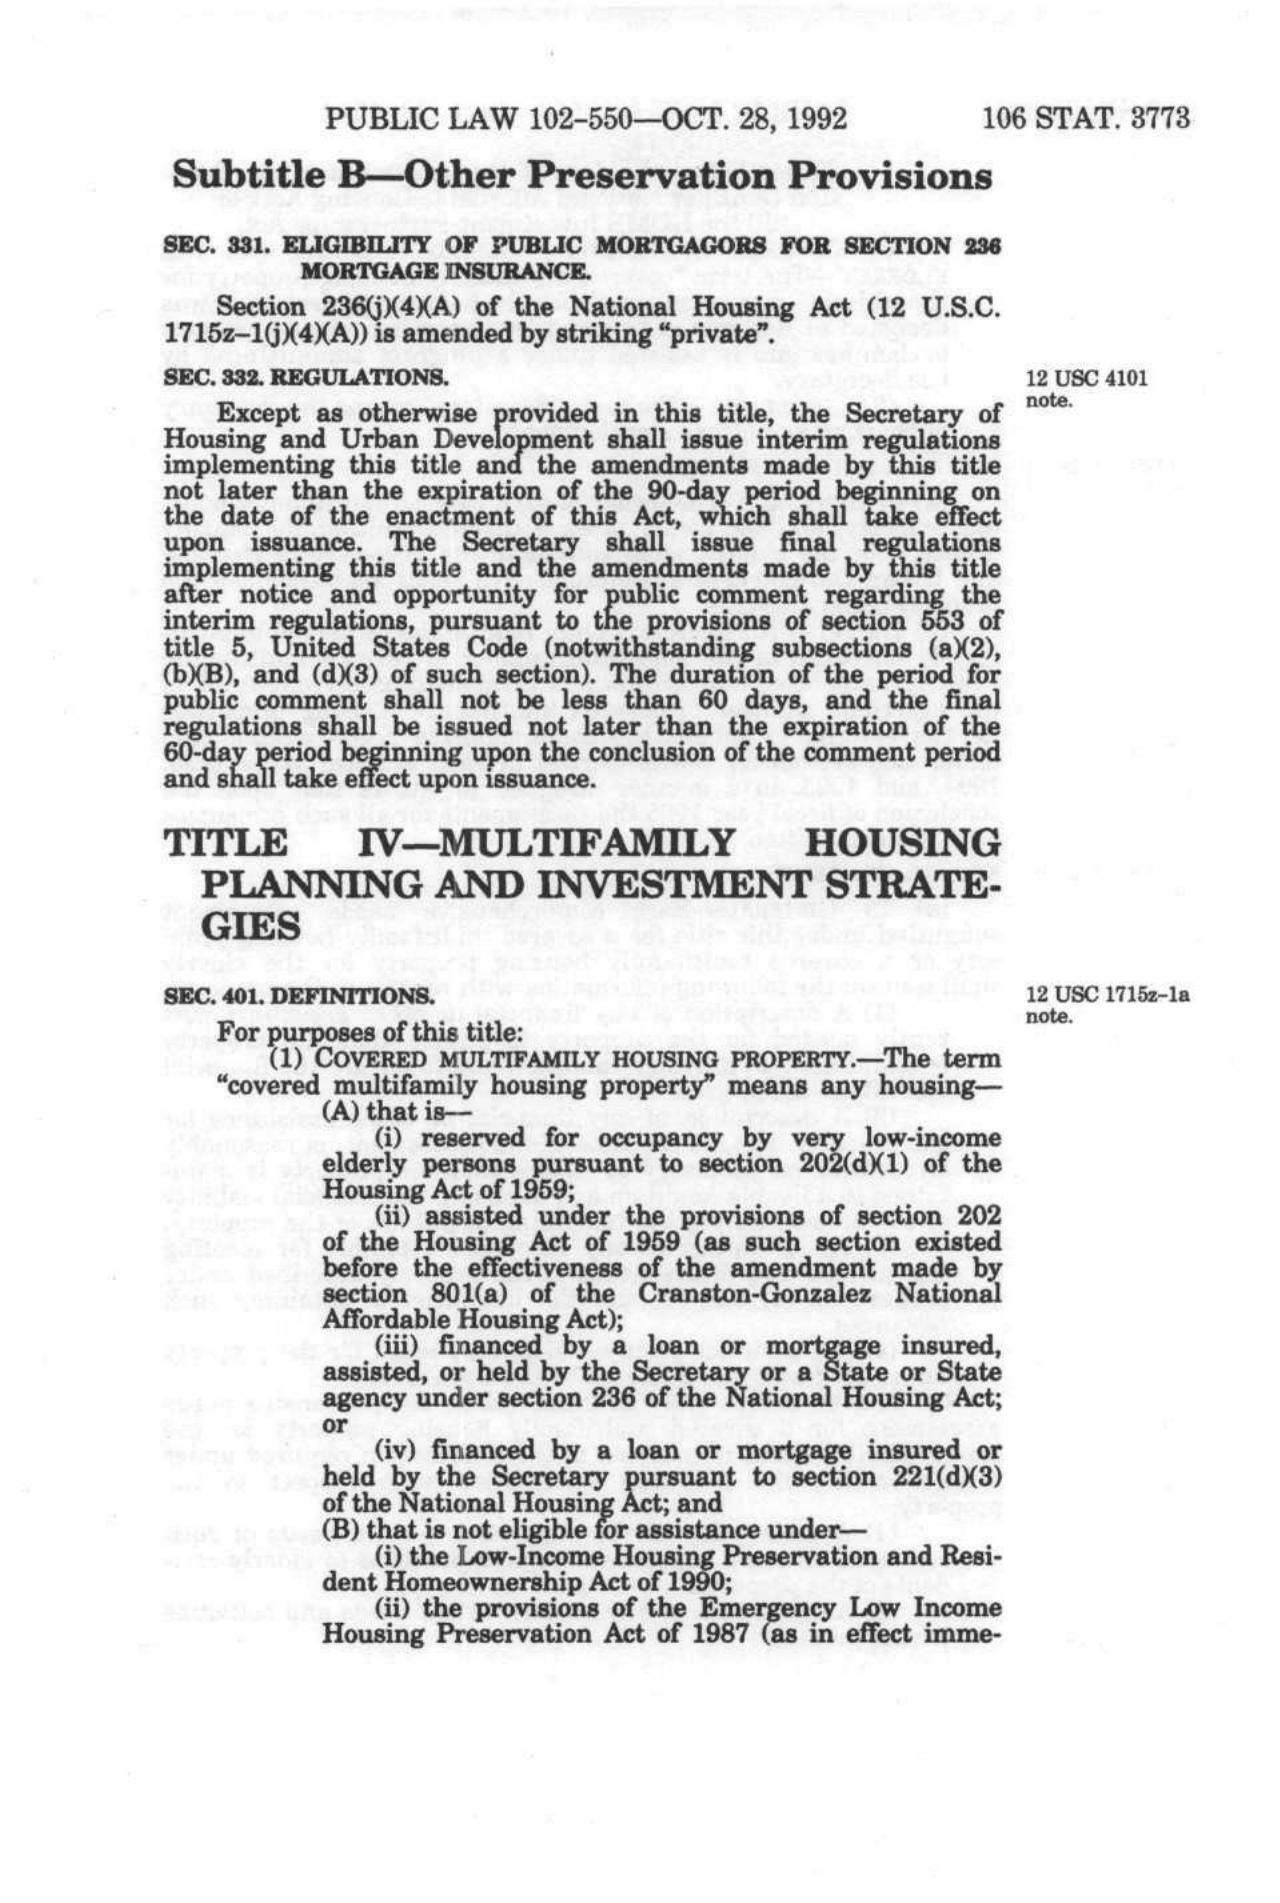 PUBLIC LAW 102–550—OCT. 28, 1992 106 STAT. 3773
Subtitle B—Other Preservation Provisions
SEC. 331. ELIGIBILITY OF PUBLIC MORTGAGORS FOR SECTION 236
MORTGAGE INSURANCE.
Section 236(j)(4)(A) of the National Housing Act (12 U.S.C.
1715z–1(j)(4)(A)) is amended by striking “private”.
SEC. 332. REGULATIONS.
12 USC 4101
note.
Except as otherwise provided in this title, the Secretary of
Housing and Urban Development shall issue interim regulations
implementing this title and the amendments made by this title
not later than the expiration of the 90-day period beginning on
the date of the enactment of this Act, which shall take effect
upon issuance. The Secretary shall issue final regulations
implementing this title and the amendments made by this title
after notice and opportunity for public comment regarding the
interim regulations, pursuant to the provisions of section 553 of
title 5, United States Code (notwithstanding subsections (a)(2),
(b)(B), and (d)(3) of such section). The duration of the period for
public comment shall not be less than 60 days, and the final
regulations shall be issued not later than the expiration of the
60-day period beginning upon the conclusion of the comment period
and shall take effect upon issuance.
TITLE IV—MULTIFAMILY HOUSING
PLANNING AND INVESTMENT STRATE-
GIES
SEC. 401. DEFINITIONS.
12 USC 1715z–1a
note.
For purposes of this title:
(1) COVERED MULTIFAMILY HOUSING PROPERTY.—The term
“covered multifamily housing property” means any housing—
(A) that is—
(i) reserved for occupancy by very low-income
elderly persons pursuant to section 202(d)(1) of the
Housing Act of 1959;
(ii) assisted under the provisions of section 202
of the Housing Act of 1959 (as such section existed
before the effectiveness of the amendment made by
section 801(a) of the Cranston-Gonzalez National
Affordable Housing Act);
(iii) financed by a loan or mortgage insured,
assisted, or held by the Secretary or a State or State
agency under section 236 of the National Housing Act;
or
(iv) financed by a loan or mortgage insured or
held by the Secretary pursuant to section 221(d)(3)
of the National Housing Act; and
(B) that is not eligible for assistance under—
(i) the Low-Income Housing Preservation and Resi-
dent Homeownership Act of 1990;
(ii) the provisions of the Emergency Low Income
Housing Preservation Act of 1987 (as in effect imme-